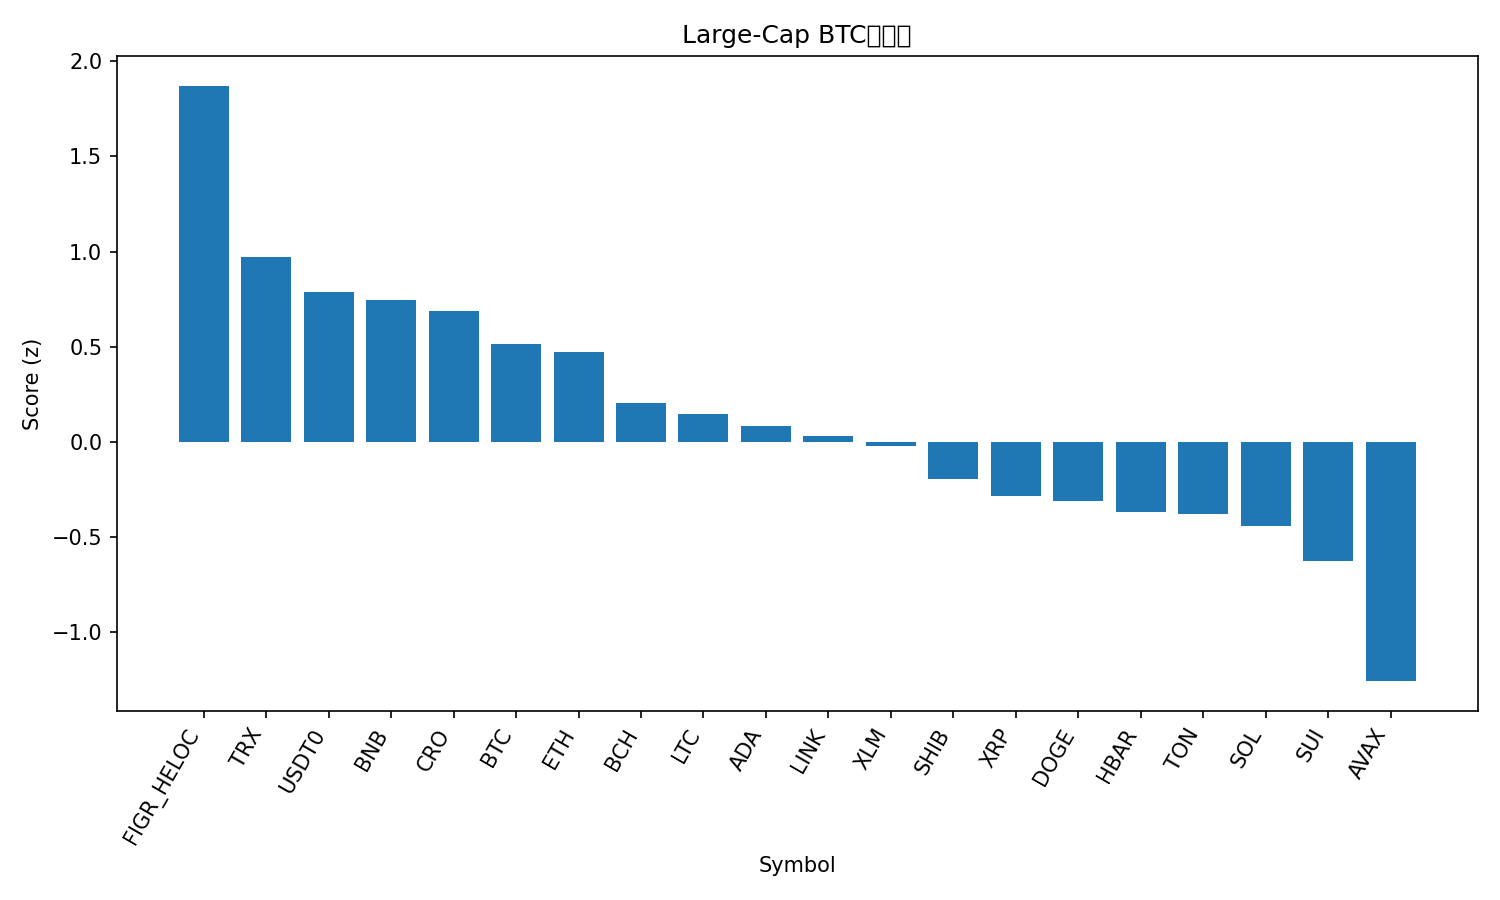 Large-Cap BTC
2.0
1.5
1.0
0.5
0.0
−0.5
−1.0
Score (z)
FIGR_HELOC
TRX
USDT0
BNB
CRO
BTC
ETH
BCH
LTC
ADA
LINK
XLM
SHIB
XRP
DOGE
HBAR
TON
SOL
SUI
AVAX
Symbol